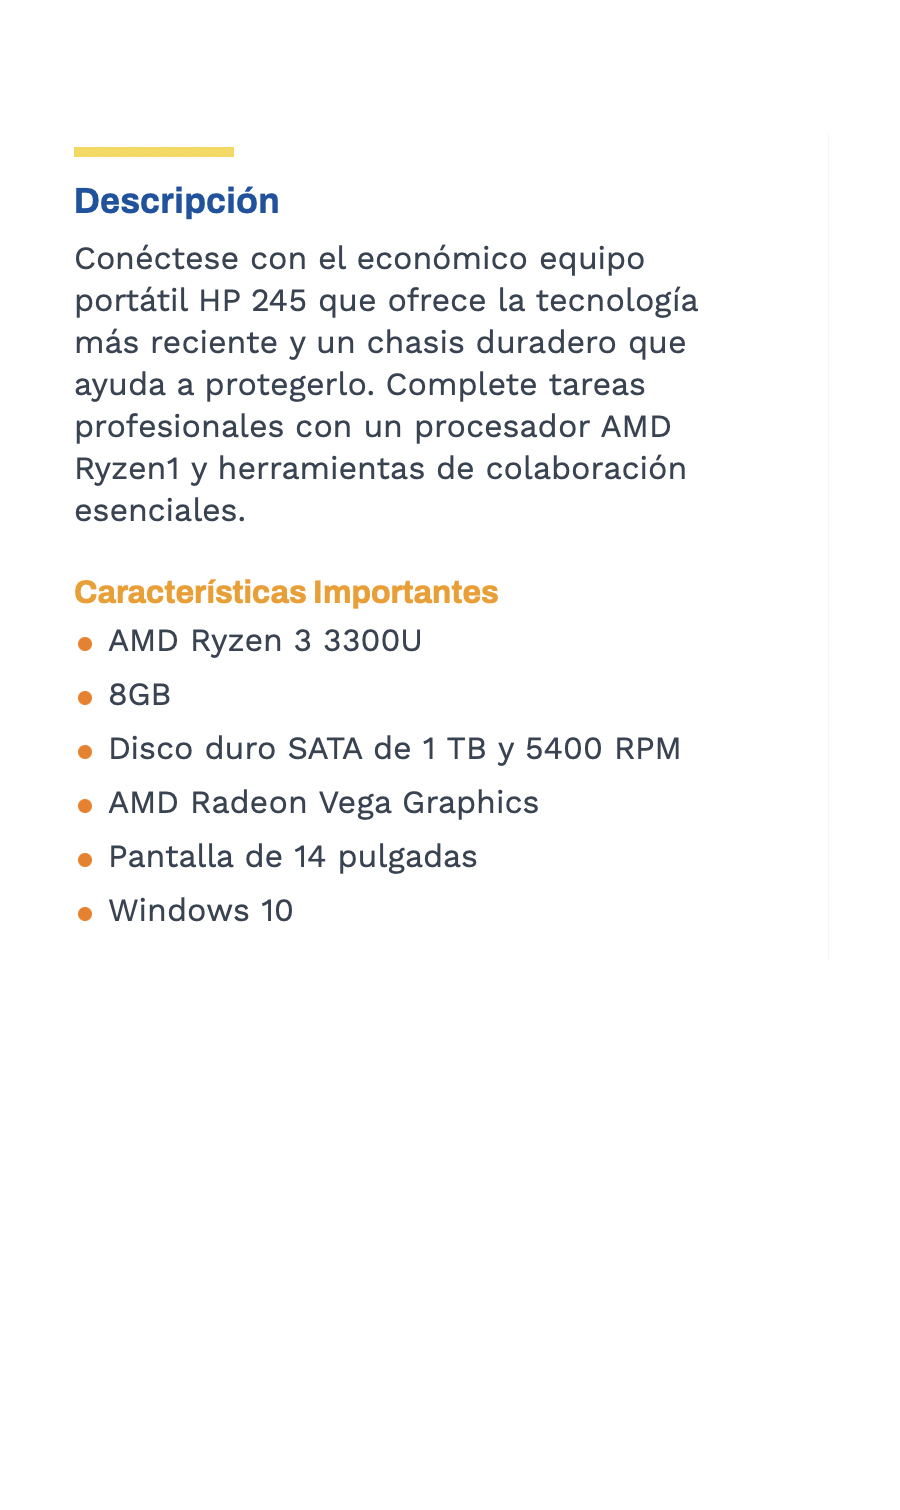 Descripción
Conéctese con el económico equipo
portátil HP 245 que ofrece la tecnología
más reciente y un chasis duradero que
ayuda a protegerlo. Complete tareas
profesionales con un procesador AMD
Ryzen1 y herramientas de colaboración
esenciales.
Características Importantes
AMD Ryzen 3 3300U
8GB
Disco duro SATA de 1 TB y 5400 RPM
AMD Radeon Vega Graphics
Pantalla de 14 pulgadas
Windows 10